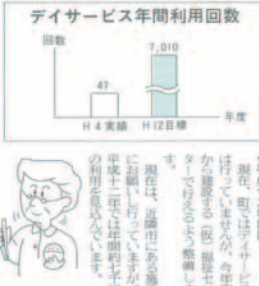 デイサービス年間利用回数
回数
7,010
47
H4実績
H12目標
年度
現在、町ではデイサービ
は行っていませんが、今年
から建設する(仮)福祉セ
ターで行えるよう整備し
す。
現在は、近隣市にある施
にお願いし行っていますが
平成十二年では年間約七千
の利用を見込んでいます。